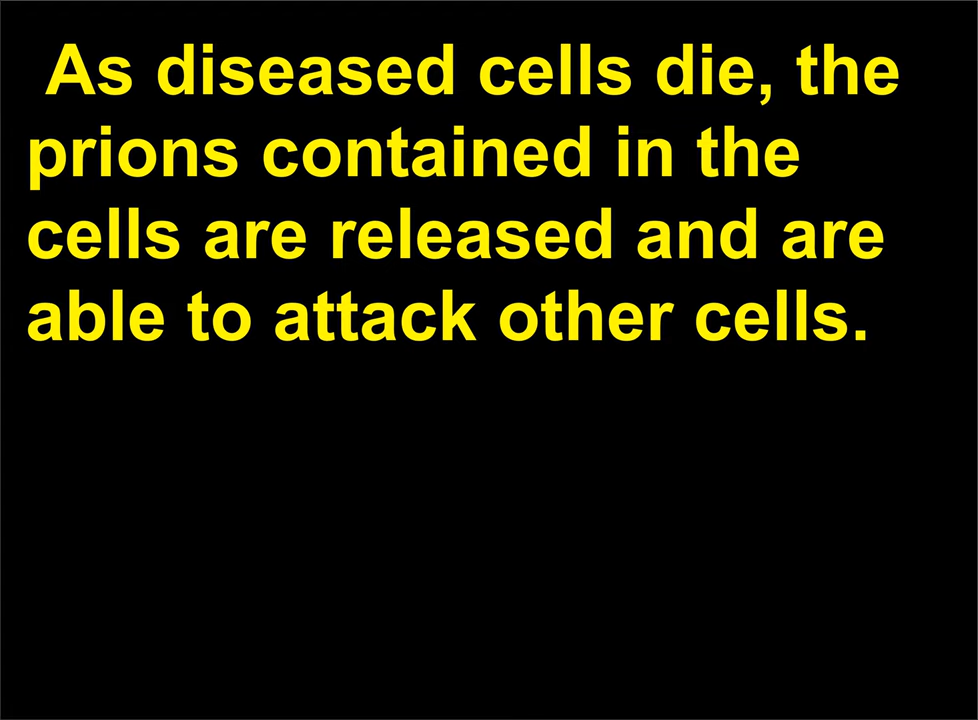 As diseased cells die, the
prions contained in the
cells are released and are
able to attack other cells.